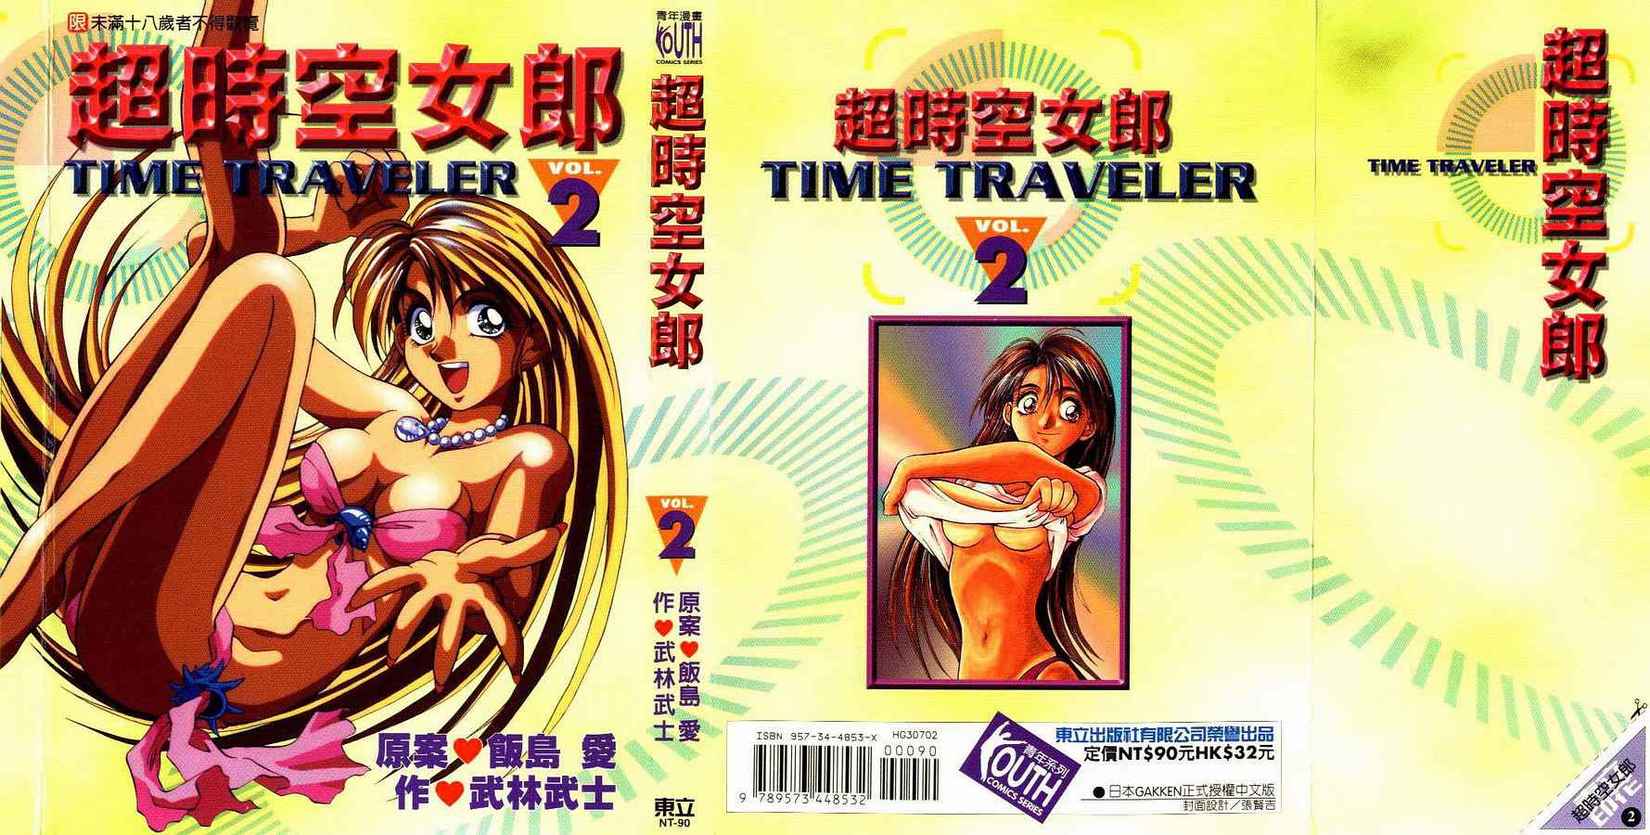 限 未滿十八歲者不得觀覽
超時空女郎
TIME TRAVELER
VOL.
2
原案♥飯島 愛
作♥武林武士
青年漫畫
YOUTH
COMICS SERIES
超時空女郎
VOL.
2
原案♥飯島 愛
作♥武林武士
東立
NT-90
超時空女郎
TIME TRAVELER
VOL.
2
ISBN 957-34-4853-X HG30702
00090
9 789573 448532
青年系列
YOUTH
COMICS SERIES
東立出版社有限公司榮譽出品
定價NT$90元HK$32元
●日本GAKKEN正式授權中文版
封面設計／張賢吉
超時空女郎
TIME TRAVELER
超時空女郎
ELITE
2